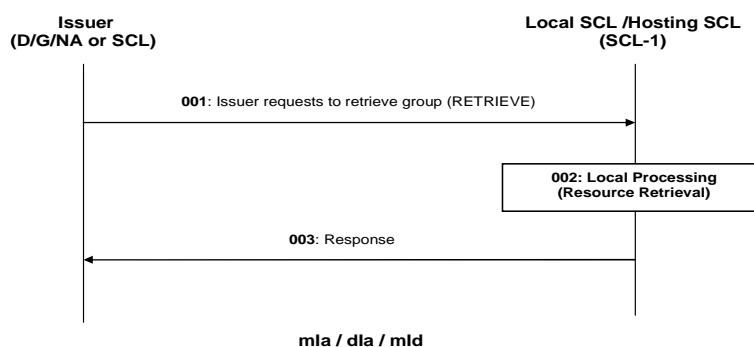 Issuer
(D/G/NA or SCL)
Local SCL /Hosting SCL
(SCL-1)
001: Issuer requests to retrieve group (RETRIEVE)
002: Local Processing
(Resource Retrieval)
003: Response
mIa / dIa / mId